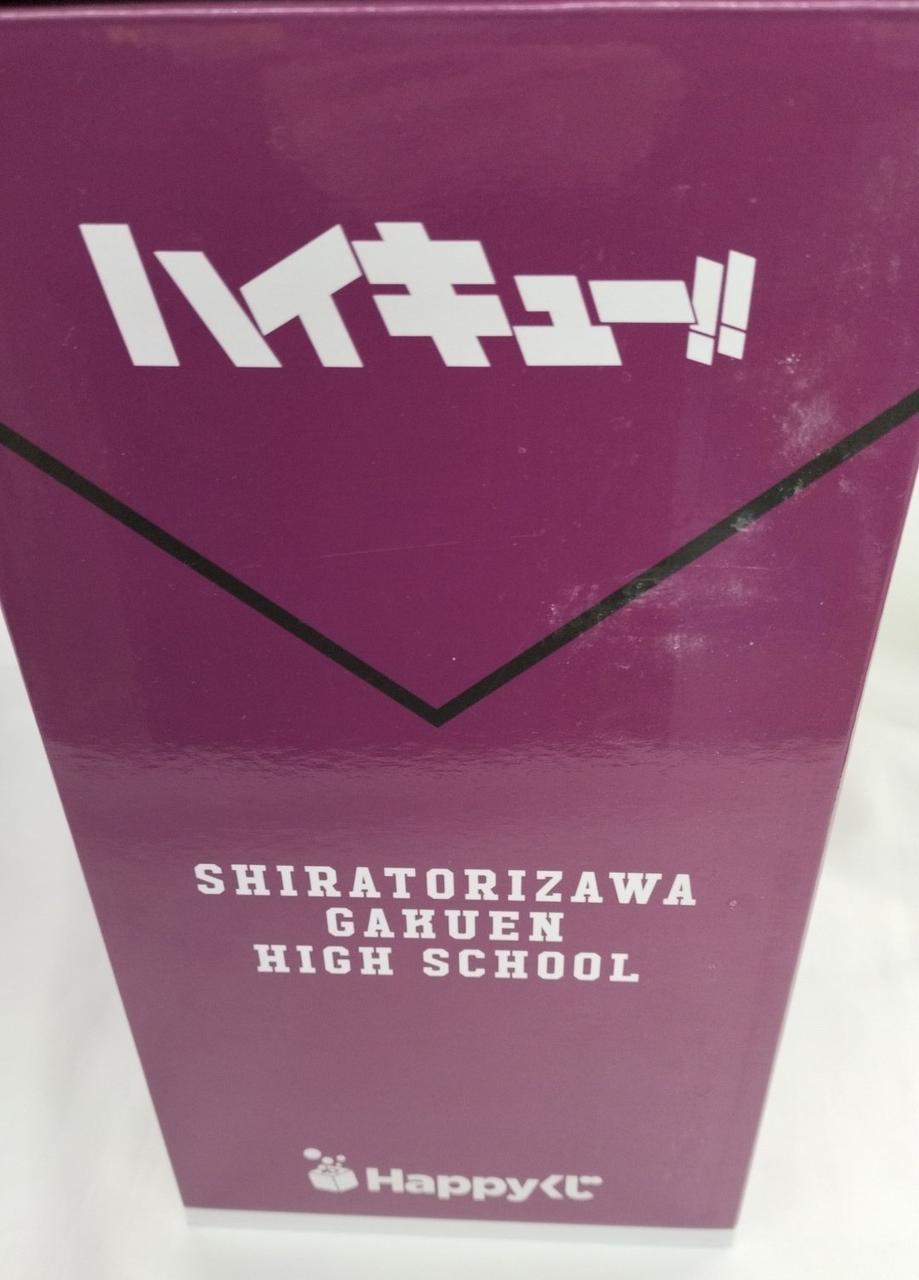 ハイキュー!!
SHIRATORIZAWA
GAKUEN
HIGH SCHOOL
Happyくじ